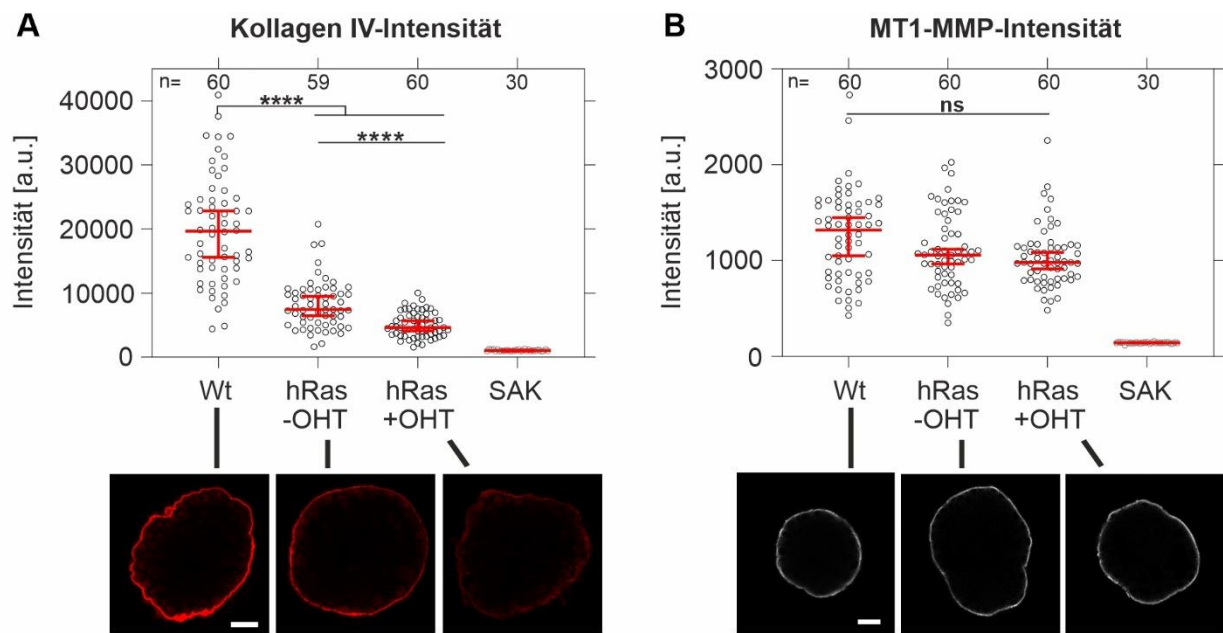 A
Kollagen IV-Intensität
n= 60 59 60 30
****
****
Intensität [a.u.]
40000
30000
20000
10000
0
Wt
hRas
-OHT
hRas
+OHT
SAK
B
MT1-MMP-Intensität
n= 60 60 60 30
ns
Intensität [a.u.]
3000
2000
1000
0
Wt
hRas
-OHT
hRas
+OHT
SAK